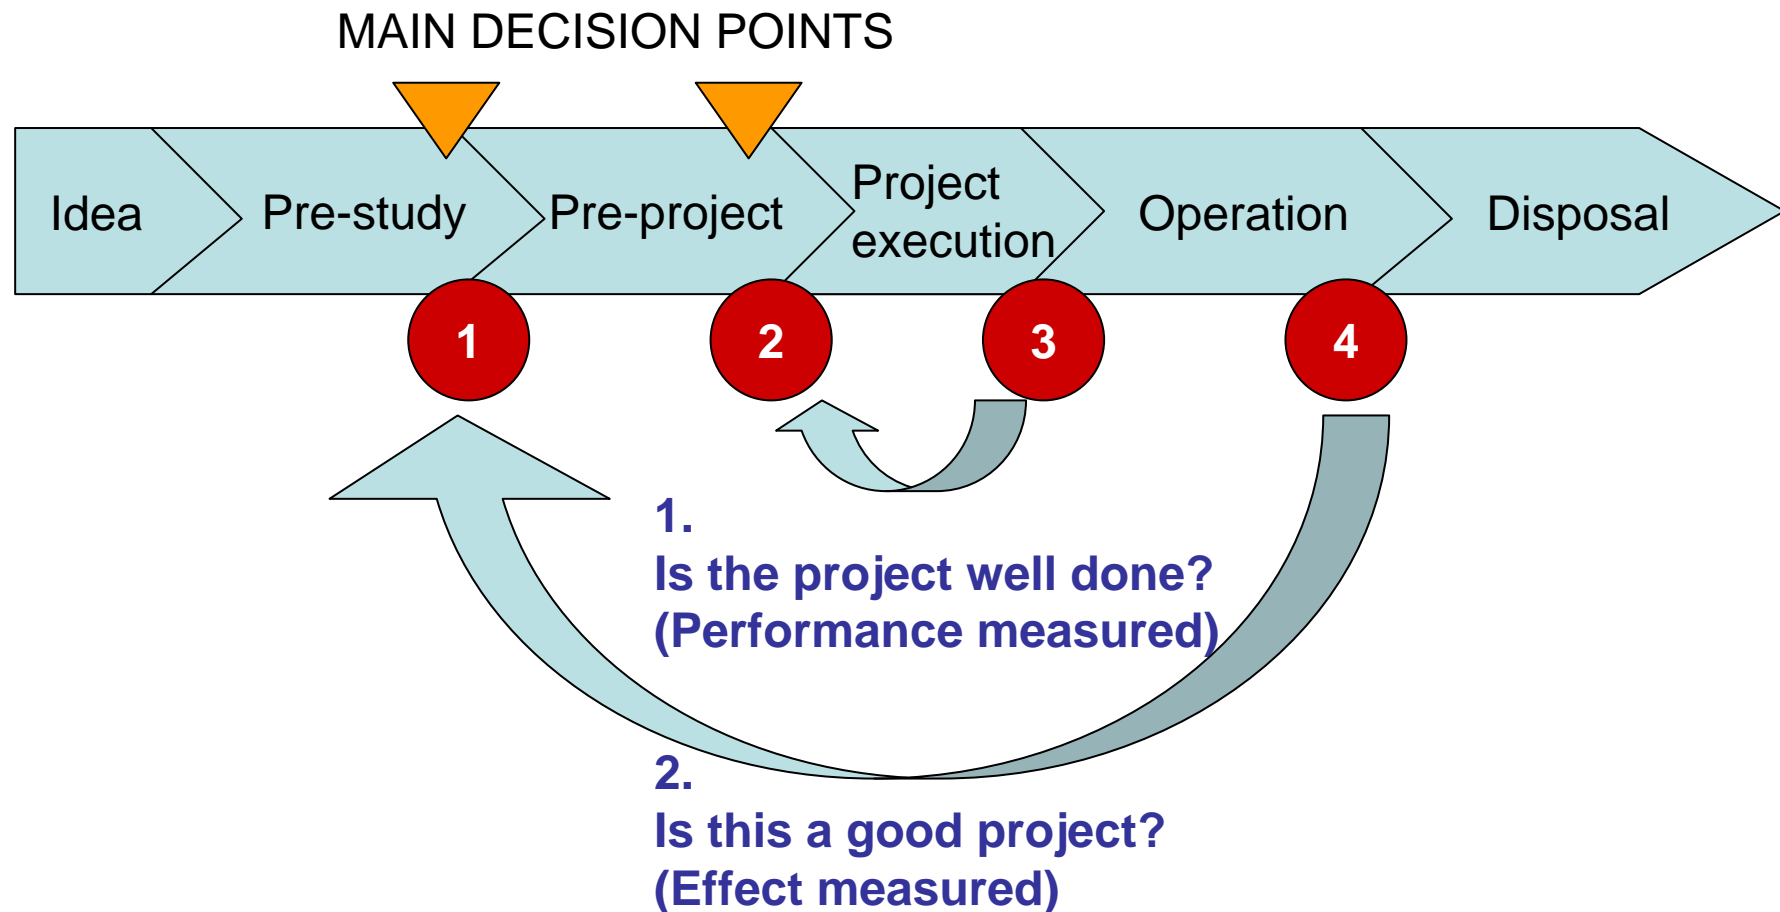 MAIN DECISION POINTS
Idea
Pre-study
Pre-project
Project
execution
Operation
Disposal
1
2
3
4
1.
Is the project well done?
(Performance measured)
2.
Is this a good project?
(Effect measured)